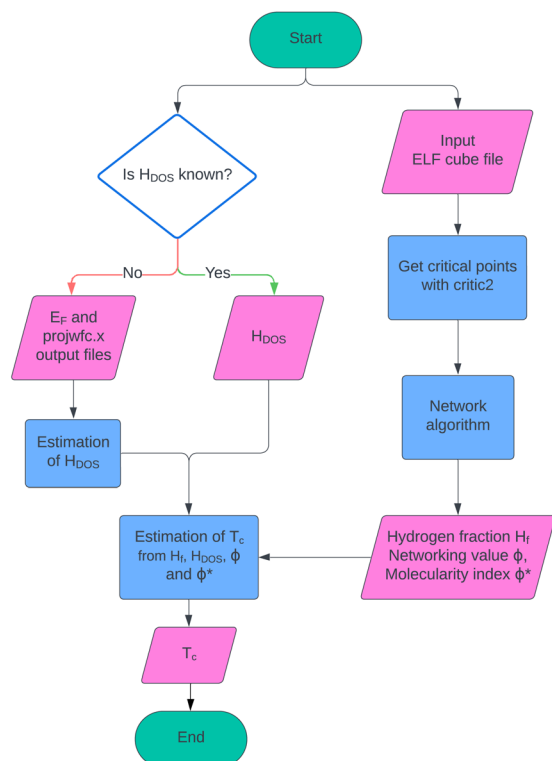 Start
Is H_DOS known?
Input
ELF cube file
Get critical points
with critic2
No
Yes
E_F and
projwfc.x
output files
H_DOS
Estimation
of H_DOS
Network
algorithm
Estimation of T_c
from H_f, H_DOS, ϕ
and ϕ*
Hydrogen fraction H_f
Networking value ϕ,
Molecularity index ϕ*
T_c
End